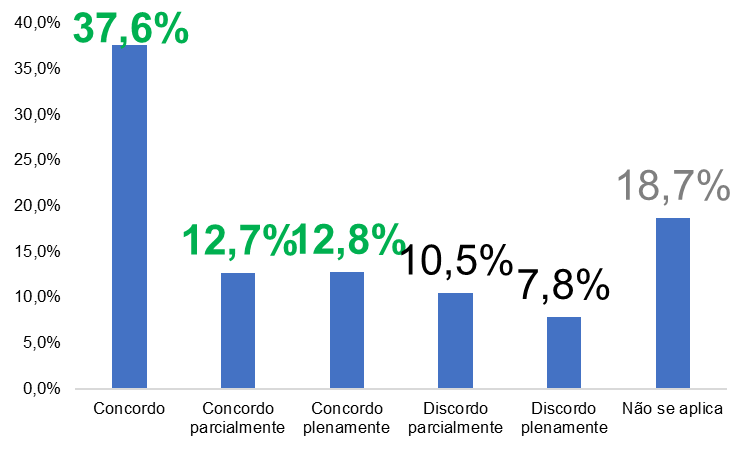 40,0%
35,0%
30,0%
25,0%
20,0%
15,0%
10,0%
5,0%
0,0%
37,6%
12,7%
12,8%
10,5%
7,8%
18,7%
Concordo
Concordo
parcialmente
Concordo
plenamente
Discordo
parcialmente
Discordo
plenamente
Não se aplica